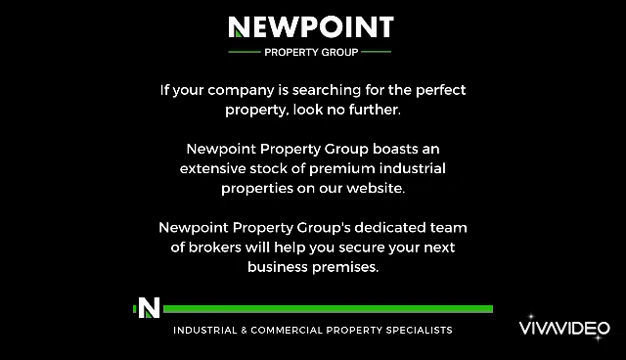 NEWPOINT
PROPERTY GROUP
If your company is searching for the perfect
property, look no further.
Newpoint Property Group boasts an
extensive stock of premium industrial
properties on our website.
Newpoint Property Group's dedicated team
of brokers will help you secure your next
business premises.
N
INDUSTRIAL & COMMERCIAL PROPERTY SPECIALISTS
VIVAVIDEO